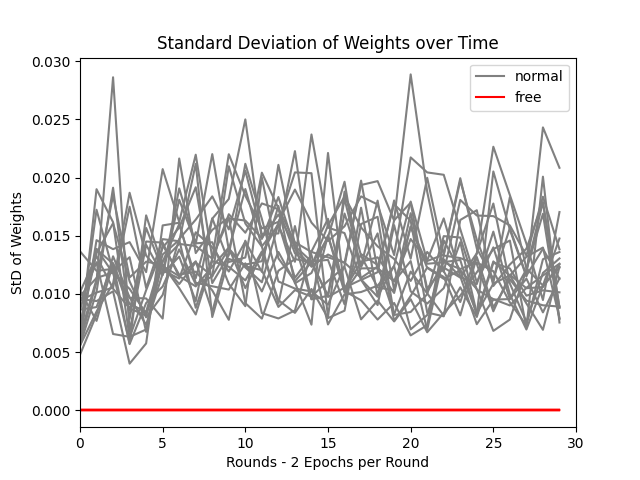 Standard Deviation of Weights over Time
StD of Weights
0.030
0.025
0.020
0.015
0.010
0.005
0.000
normal
free
0 5 10 15 20 25 30
Rounds - 2 Epochs per Round